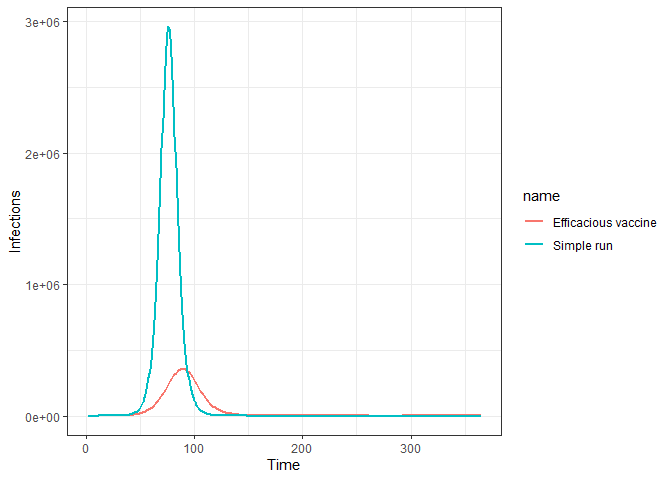 3e+06
2e+06
1e+06
0e+00
Infections
0
100
200
300
Time
name
Efficacious vaccine
Simple run